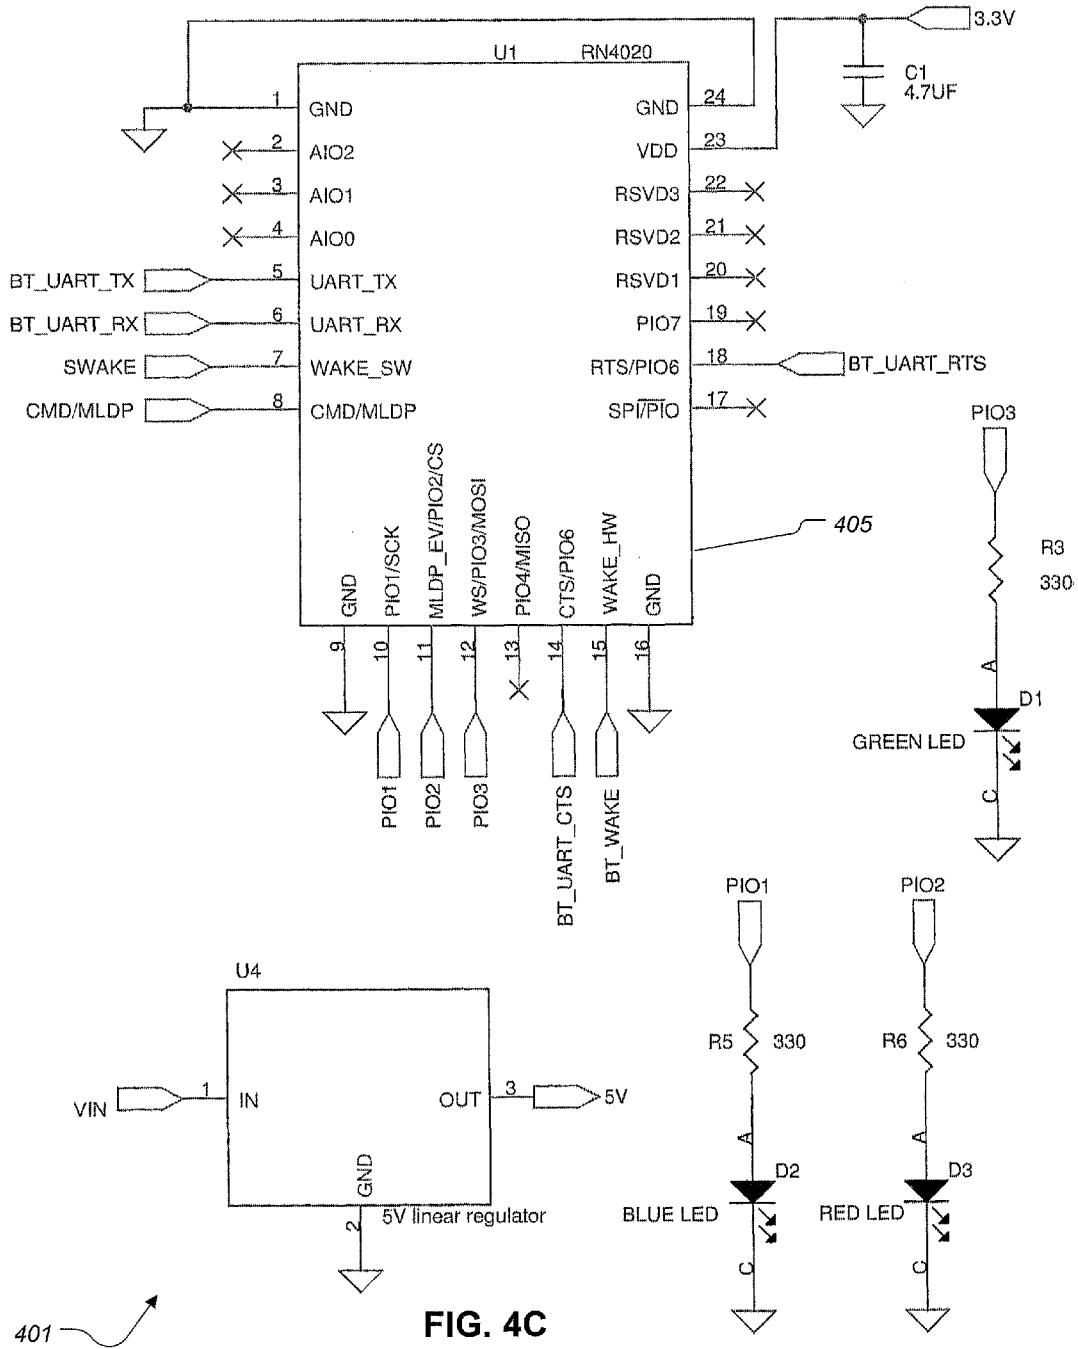 3.3V
U1 RN4020
C1
4.7UF
1 GND
GND 24
2 AIO2
VDD 23
3 AIO1
RSVD3 22
4 AIO0
RSVD2 21
BT_UART_TX 5 UART_TX
RSVD1 20
BT_UART_RX 6 UART_RX
PIO7 19
SWAKE 7 WAKE_SW
RTS/PIO6 18 BT_UART_RTS
CMD/MLDP 8 CMD/MLDP
SPI/PIO 17
GND
PIO1/SCK
MLDP_EV/PIO2/CS
WS/PIO3/MOSI
PIO4/MISO
CTS/PIO6
WAKE_HW
GND
405
9
10
11
12
13
14
15
16
PIO1
PIO2
PIO3
BT_UART_CTS
BT_WAKE
PIO3
R3
330
A
D1
GREEN LED
C
PIO1
R5 330
A
D2
BLUE LED
C
PIO2
R6 330
A
D3
RED LED
C
U4
VIN 1 IN
OUT 3 5V
GND
2
5V linear regulator
401
FIG. 4C